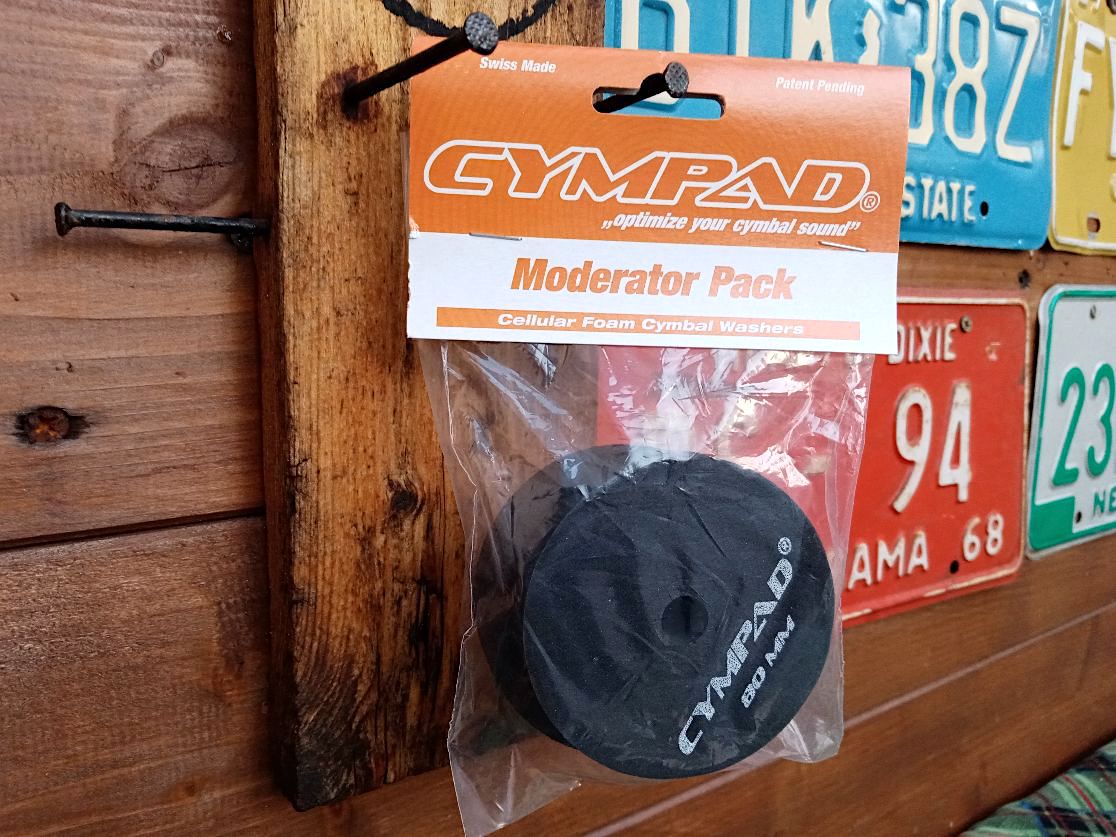 Swiss Made
Patent Pending
CYMPAD®
„optimize your cymbal sound”
Moderator Pack
Cellular Foam Cymbal Washers
CYMPAD®
80 MM
38Z
STATE
DIXIE
94
AMA 68
23
NE